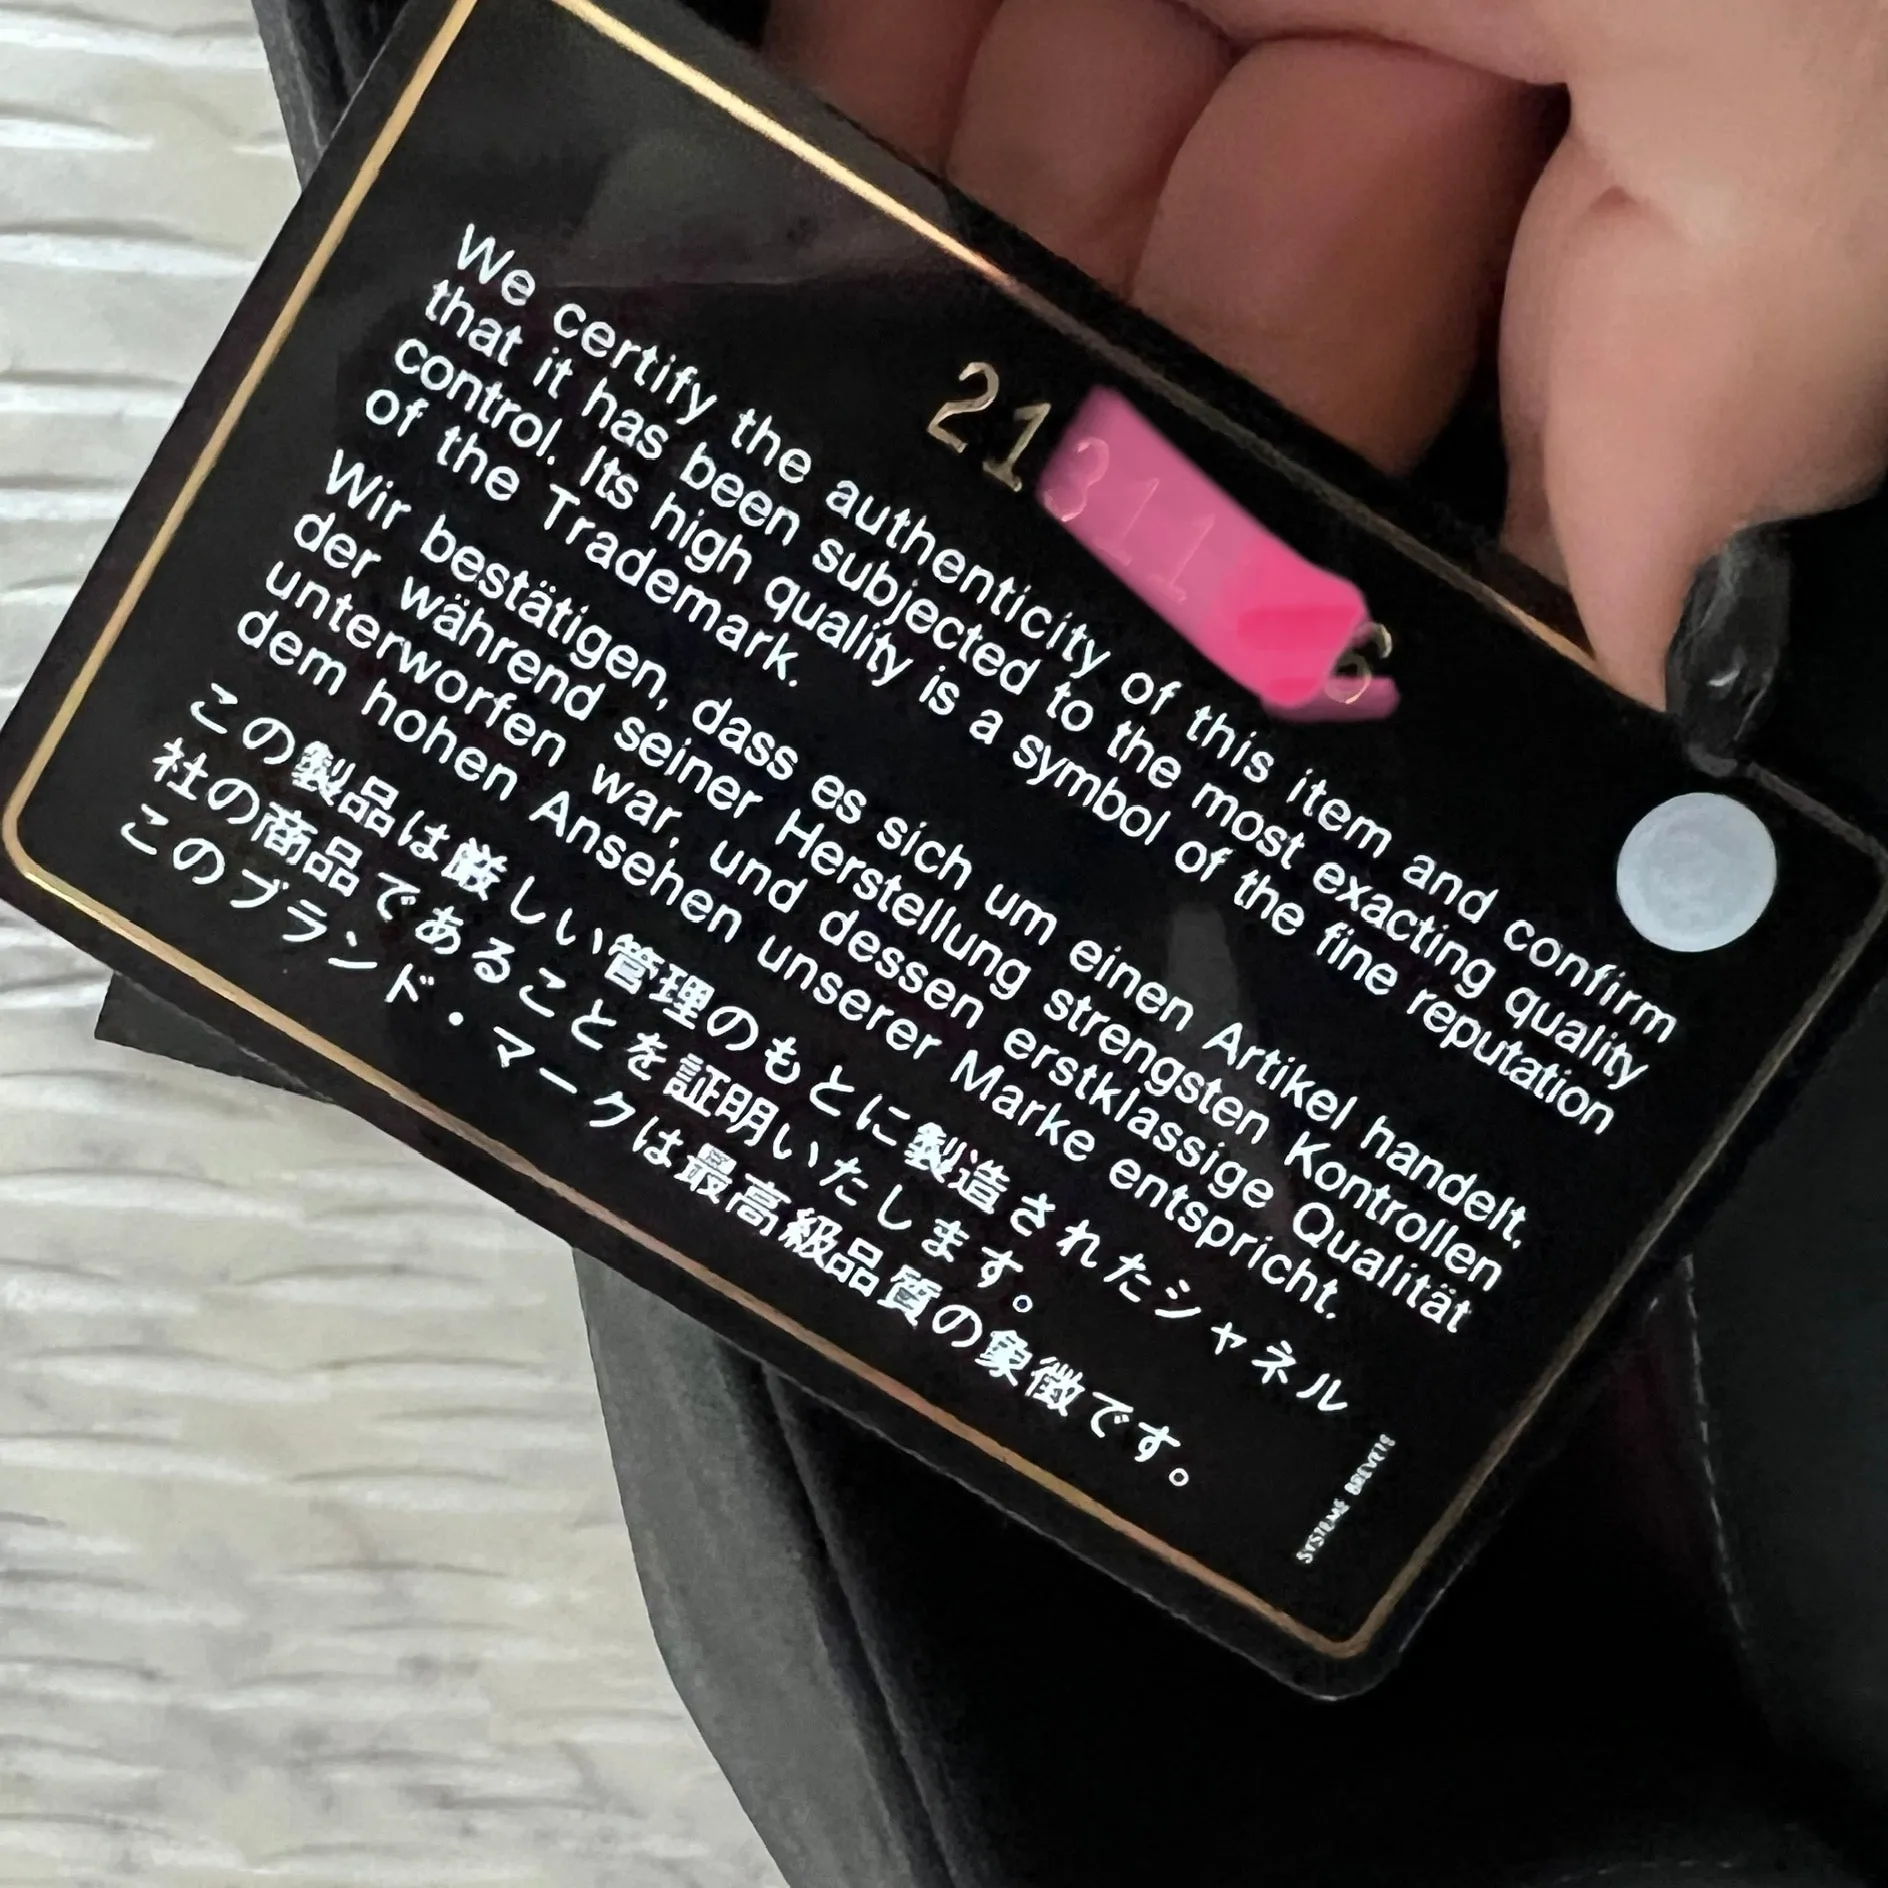 21311
We certify the authenticity of this item and confirm
that it has been subjected to the most exacting quality
control. Its high quality is a symbol of the fine reputation
of the Trademark.
Wir bestätigen, dass es sich um einen Artikel handelt,
der während seiner Herstellung strengsten Kontrollen
unterworfen war, und dessen erstklassige Qualität
dem hohen Ansehen unserer Marke entspricht.
この製品は厳しい管理のもとに製造されたシャネル
社の商品であることを証明いたします。
このブランド・マークは最高級品質の象徴です。
SYSTEME BREVETE